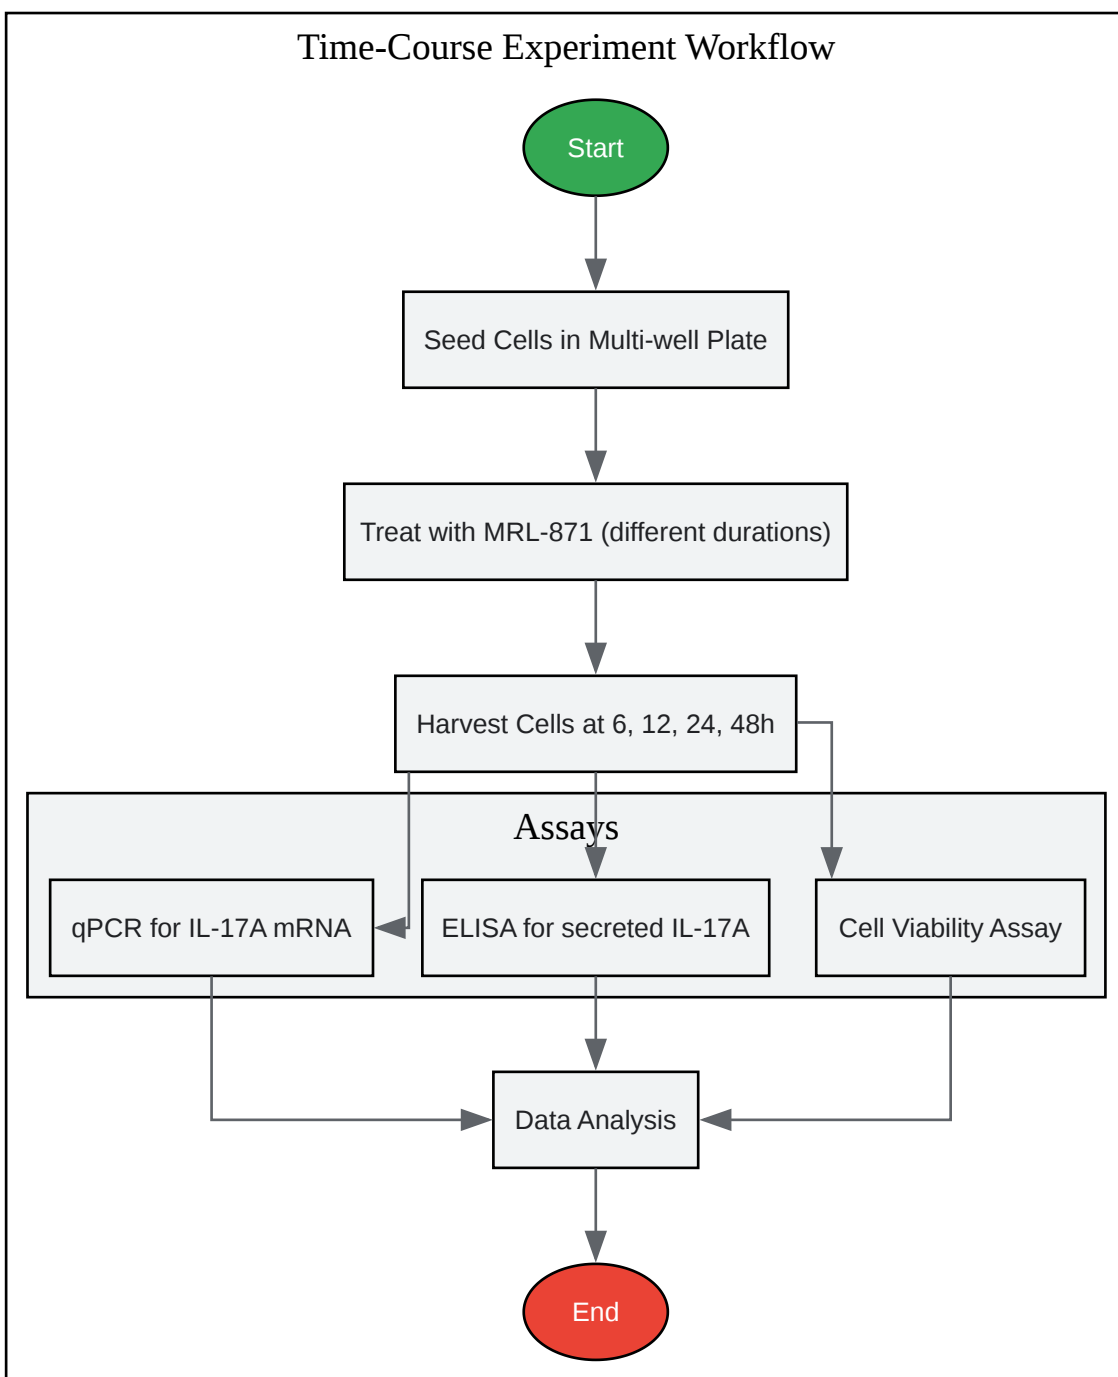 Time-Course Experiment Workflow
Start
Seed Cells in Multi-well Plate
Treat with MRL-871 (different durations)
Harvest Cells at 6, 12, 24, 48h
Assays
qPCR for IL-17A mRNA
ELISA for secreted IL-17A
Cell Viability Assay
Data Analysis
End